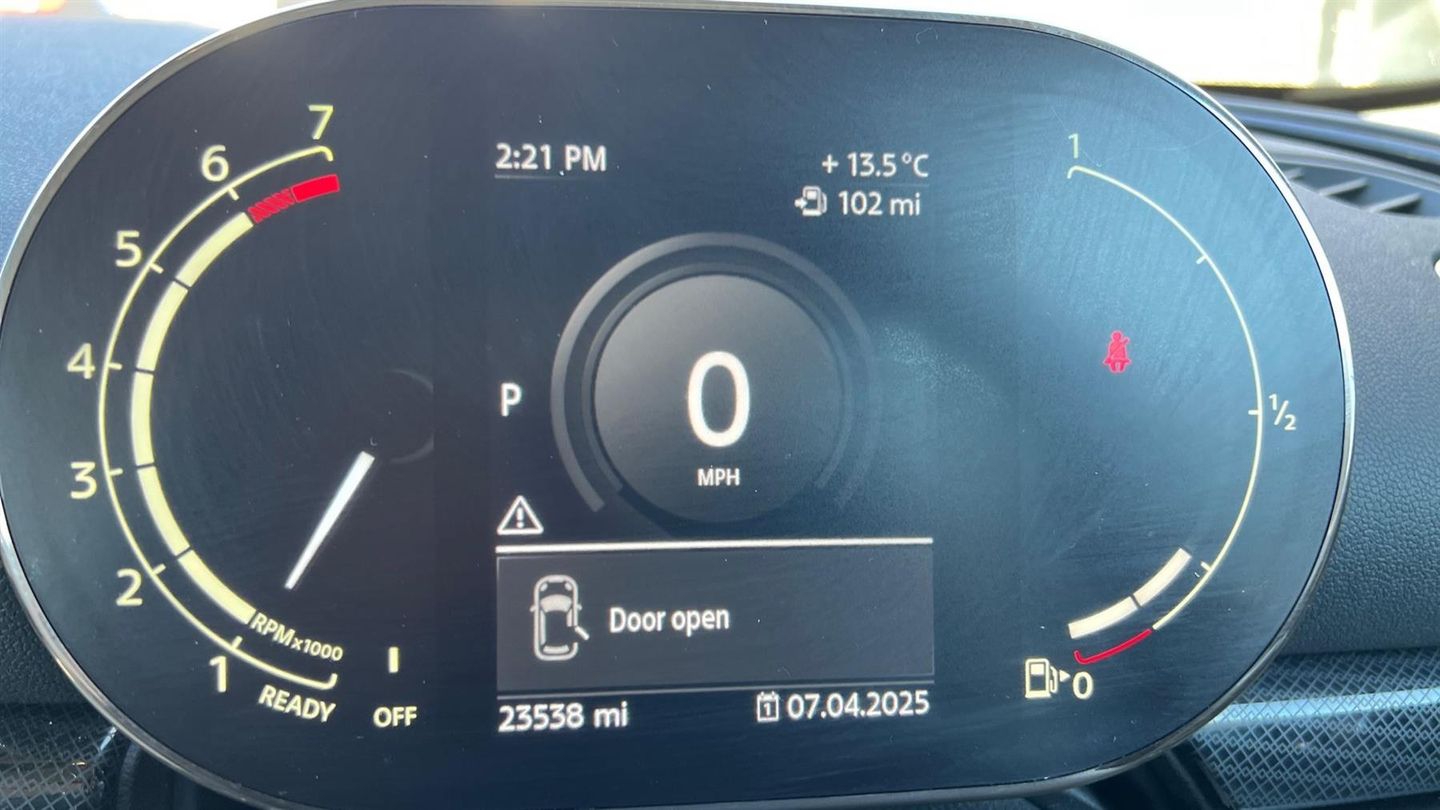 7
6
5
4
3
2
1
RPMx1000
READY
OFF
2:21 PM
+ 13.5°C
102 mi
P
0
MPH
Door open
23538 mi
1 07.04.2025
1
1/2
0